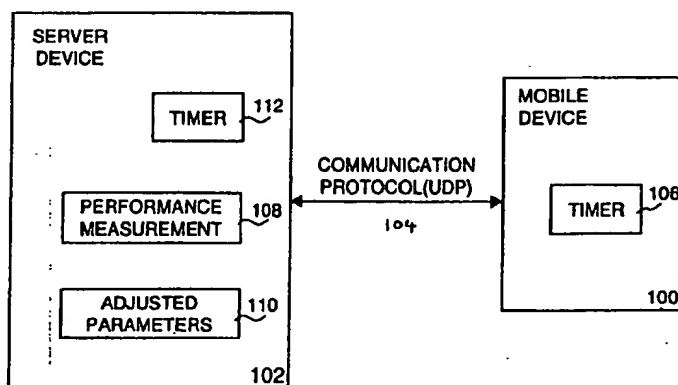 SERVER
DEVICE
TIMER
112
PERFORMANCE
MEASUREMENT
108
ADJUSTED
PARAMETERS
110
102
COMMUNICATION
PROTOCOL(UDP)
104
MOBILE
DEVICE
TIMER
106
100